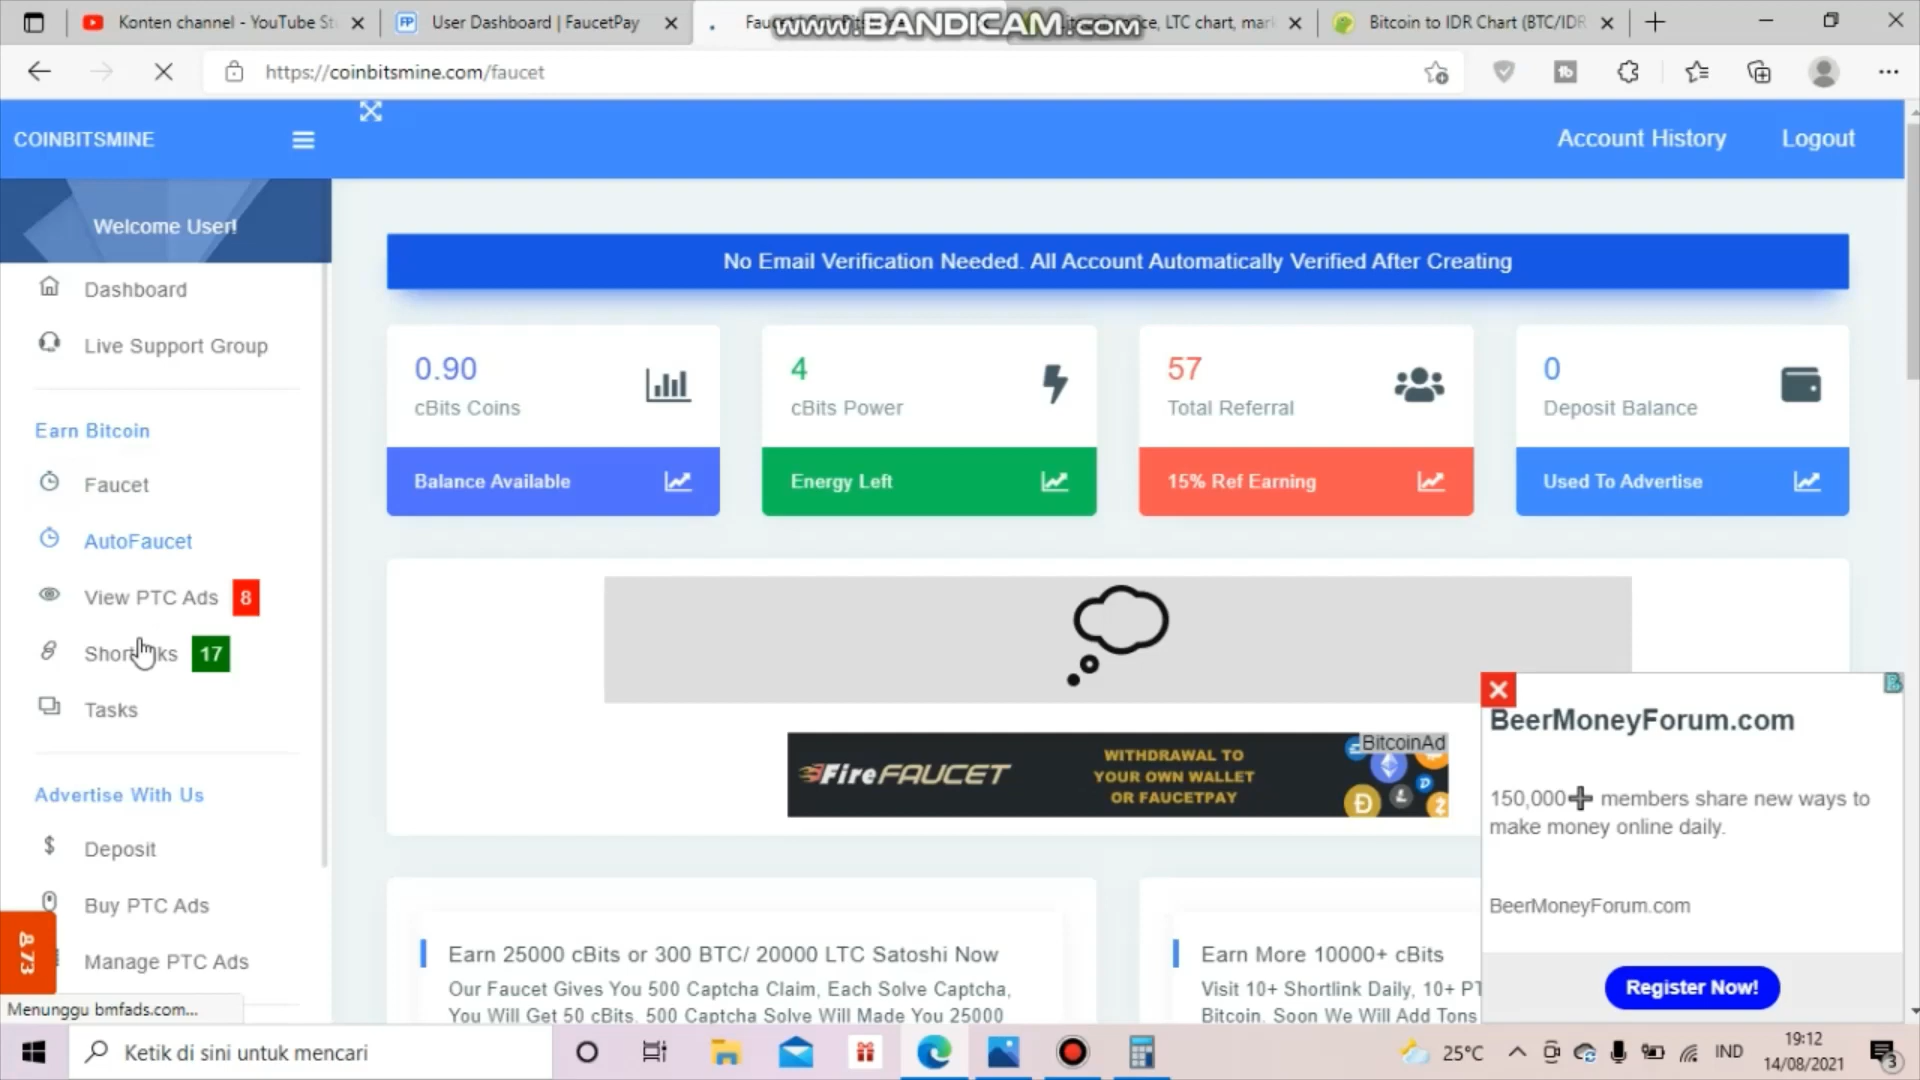 Konten channel - YouTube St
User Dashboard | FaucetPay
www.BANDICAM.com
ce, LTC chart, mark
Bitcoin to IDR Chart (BTC/IDR
https://coinbitsmine.com/faucet
COINBITSMINE
Account History
Logout
Welcome User!
No Email Verification Needed. All Account Automatically Verified After Creating
Dashboard
Live Support Group
Earn Bitcoin
Faucet
AutoFaucet
View PTC Ads 8
17
Tasks
Advertise With Us
Deposit
Buy PTC Ads
Manage PTC Ads
873
Menunggu bmfads.com...
0.90
cBits Coins
Balance Available
4
cBits Power
Energy Left
57
Total Referral
15% Ref Earning
0
Deposit Balance
Used To Advertise
FireFAUCET
WITHDRAWAL TO
YOUR OWN WALLET
OR FAUCETPAY
BitcoinAd
Earn 25000 cBits or 300 BTC/ 20000 LTC Satoshi Now
Our Faucet Gives You 500 Captcha Claim, Each Solve Captcha,
You Will Get 50 cBits. 500 Captcha Solve Will Made You 25000
Earn More 10000+ cBits
Visit 10+ Shortlink Daily, 10+ PT
Bitcoin. Soon We Will Add Tons
BeerMoneyForum.com
150,000➕ members share new ways to
make money online daily.
BeerMoneyForum.com
Register Now!
Ketik di sini untuk mencari
25°C
IND
19:12
14/08/2021
3